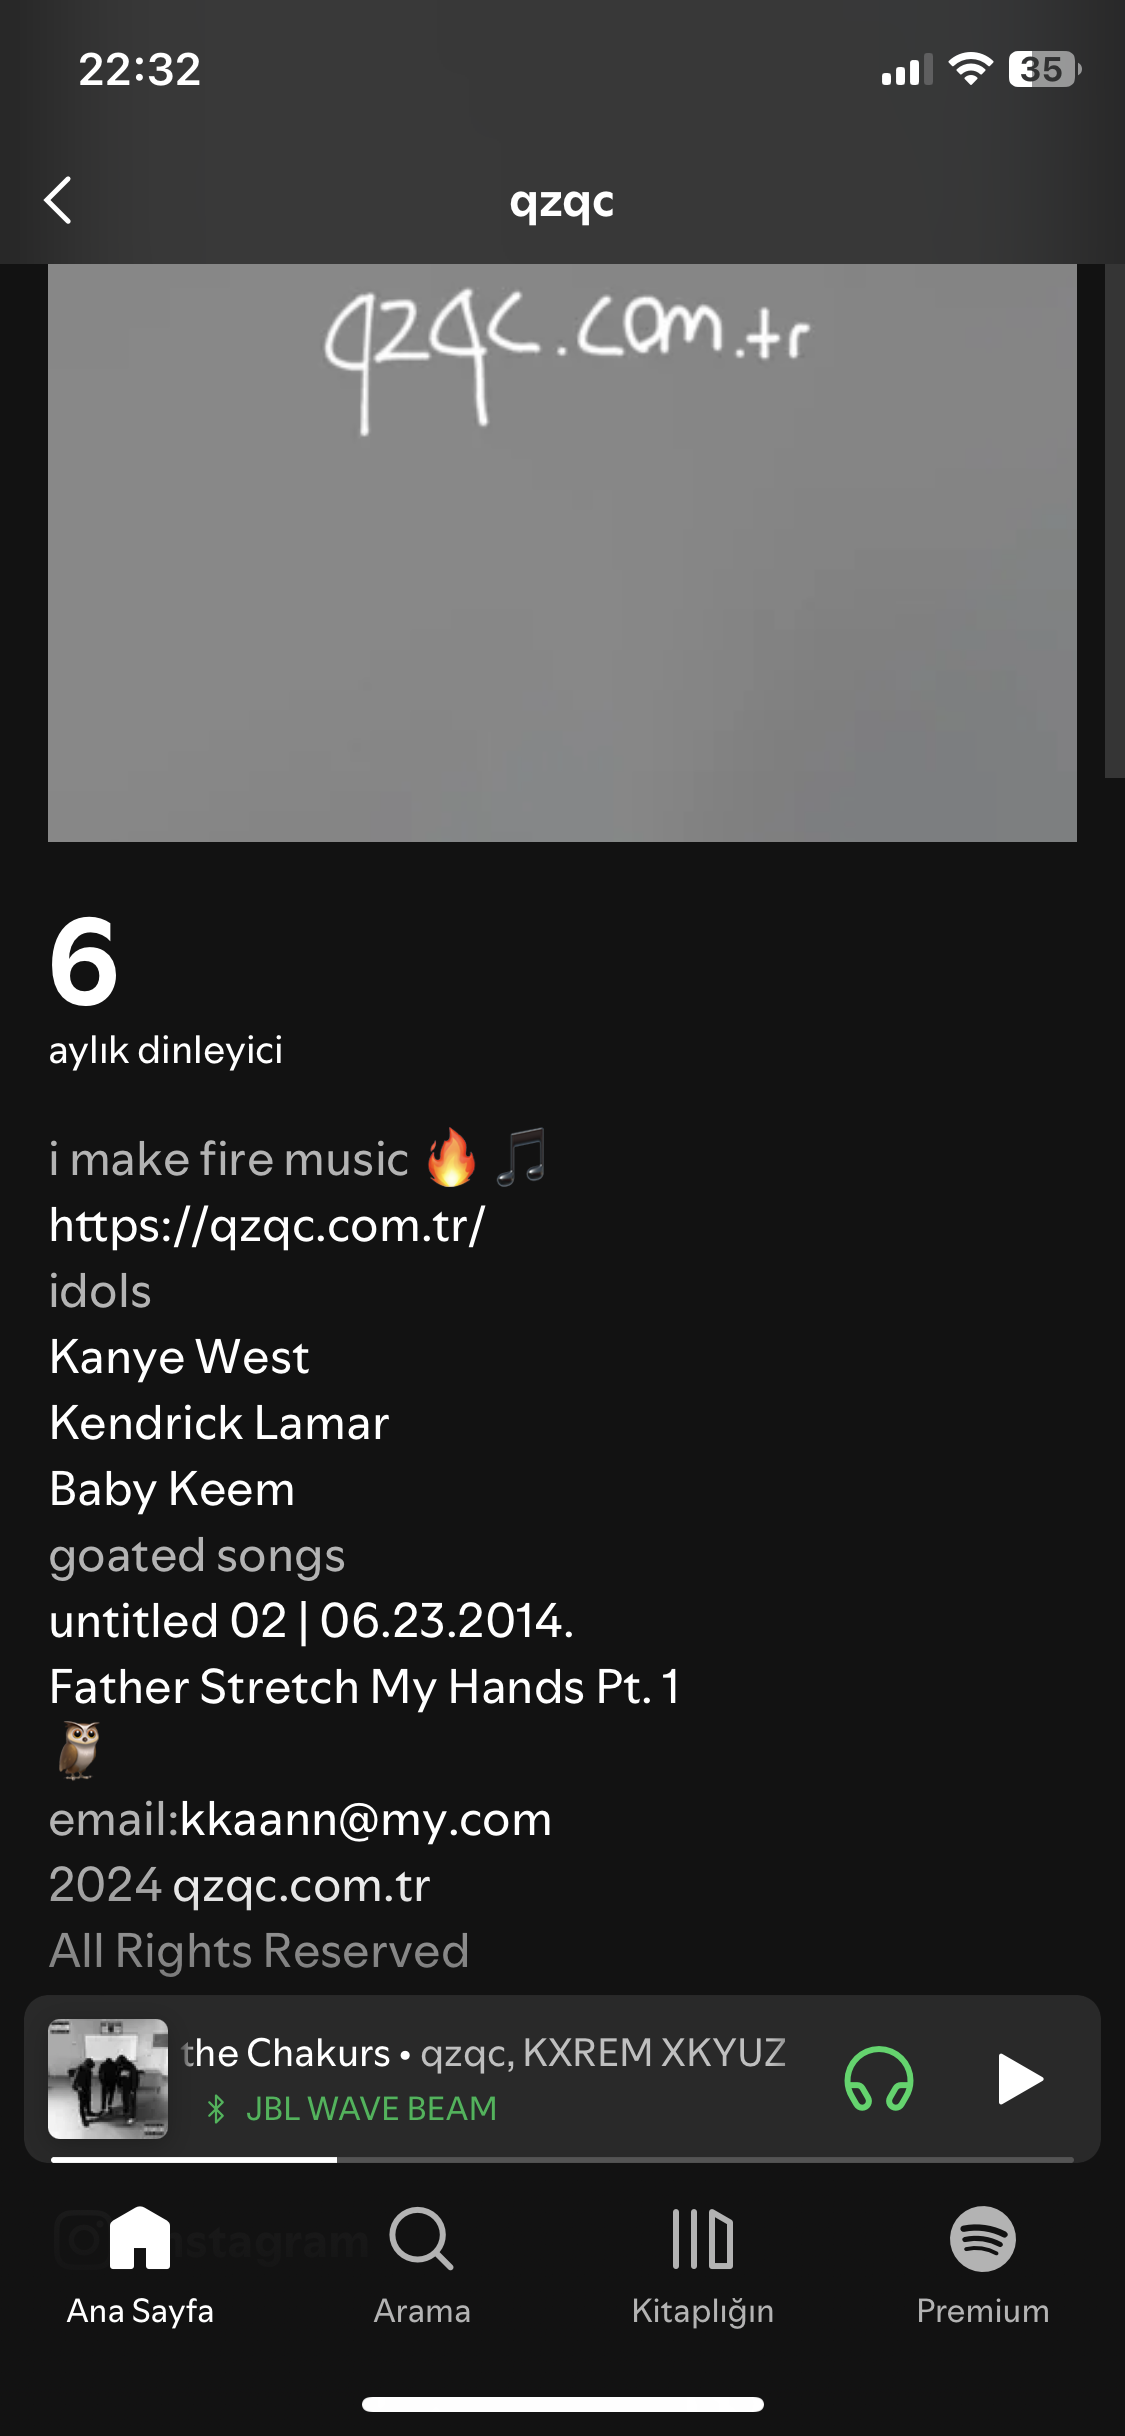 22:32
35
qzqc
qzqc.com.tr
6
aylık dinleyici
i make fire music 🔥 🎵
https://qzqc.com.tr/
idols
Kanye West
Kendrick Lamar
Baby Keem
goated songs
untitled 02 | 06.23.2014.
Father Stretch My Hands Pt. 1
🦉
email:kkaann@my.com
2024 qzqc.com.tr
All Rights Reserved
the Chakurs • qzqc, KXREM XKYUZ
JBL WAVE BEAM
Instagram
Ana Sayfa
Arama
Kitaplığın
Premium